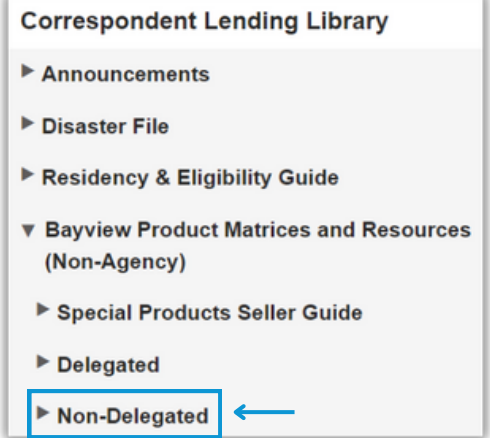 Correspondent Lending Library
Announcements
Disaster File
Residency & Eligibility Guide
Bayview Product Matrices and Resources
(Non-Agency)
Special Products Seller Guide
Delegated
Non-Delegated